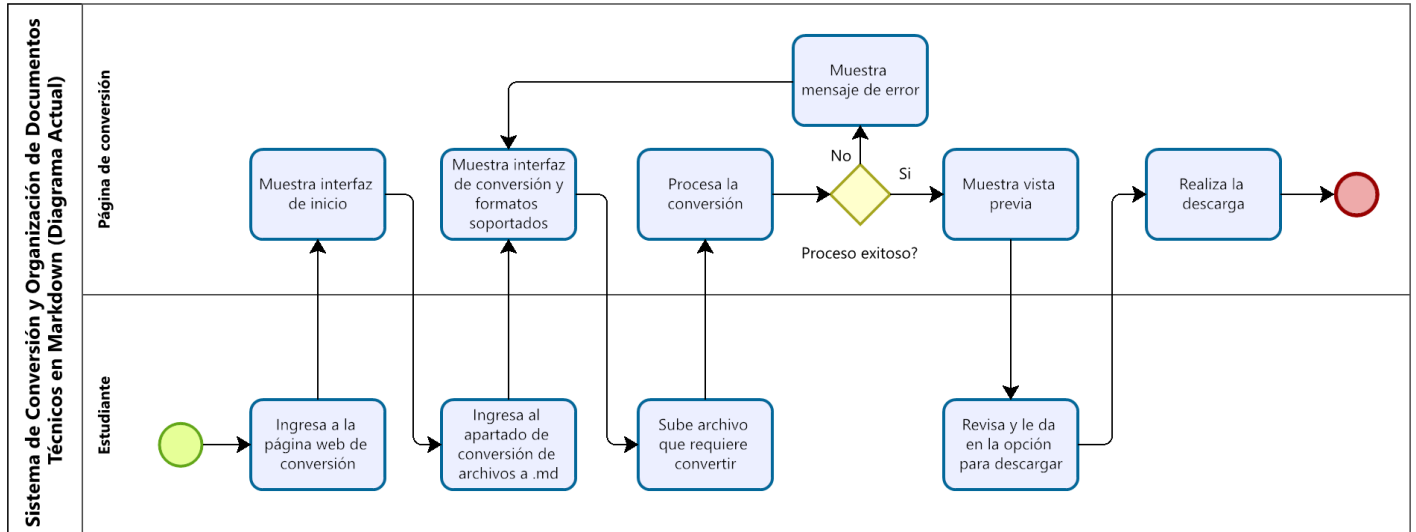 Sistema de Conversión y Organización de Documentos
Técnicos en Markdown (Diagrama Actual)
Página de conversión
Muestra
mensaje de error
Muestra interfaz
de inicio
Muestra interfaz
de conversión y
formatos
soportados
Procesa la
conversión
No
Si
Proceso exitoso?
Muestra vista
previa
Realiza la
descarga
Estudiante
Ingresa a la
página web de
conversión
Ingresa al
apartado de
conversión de
archivos a .md
Sube archivo
que requiere
convertir
Revisa y le da
en la opción
para descargar